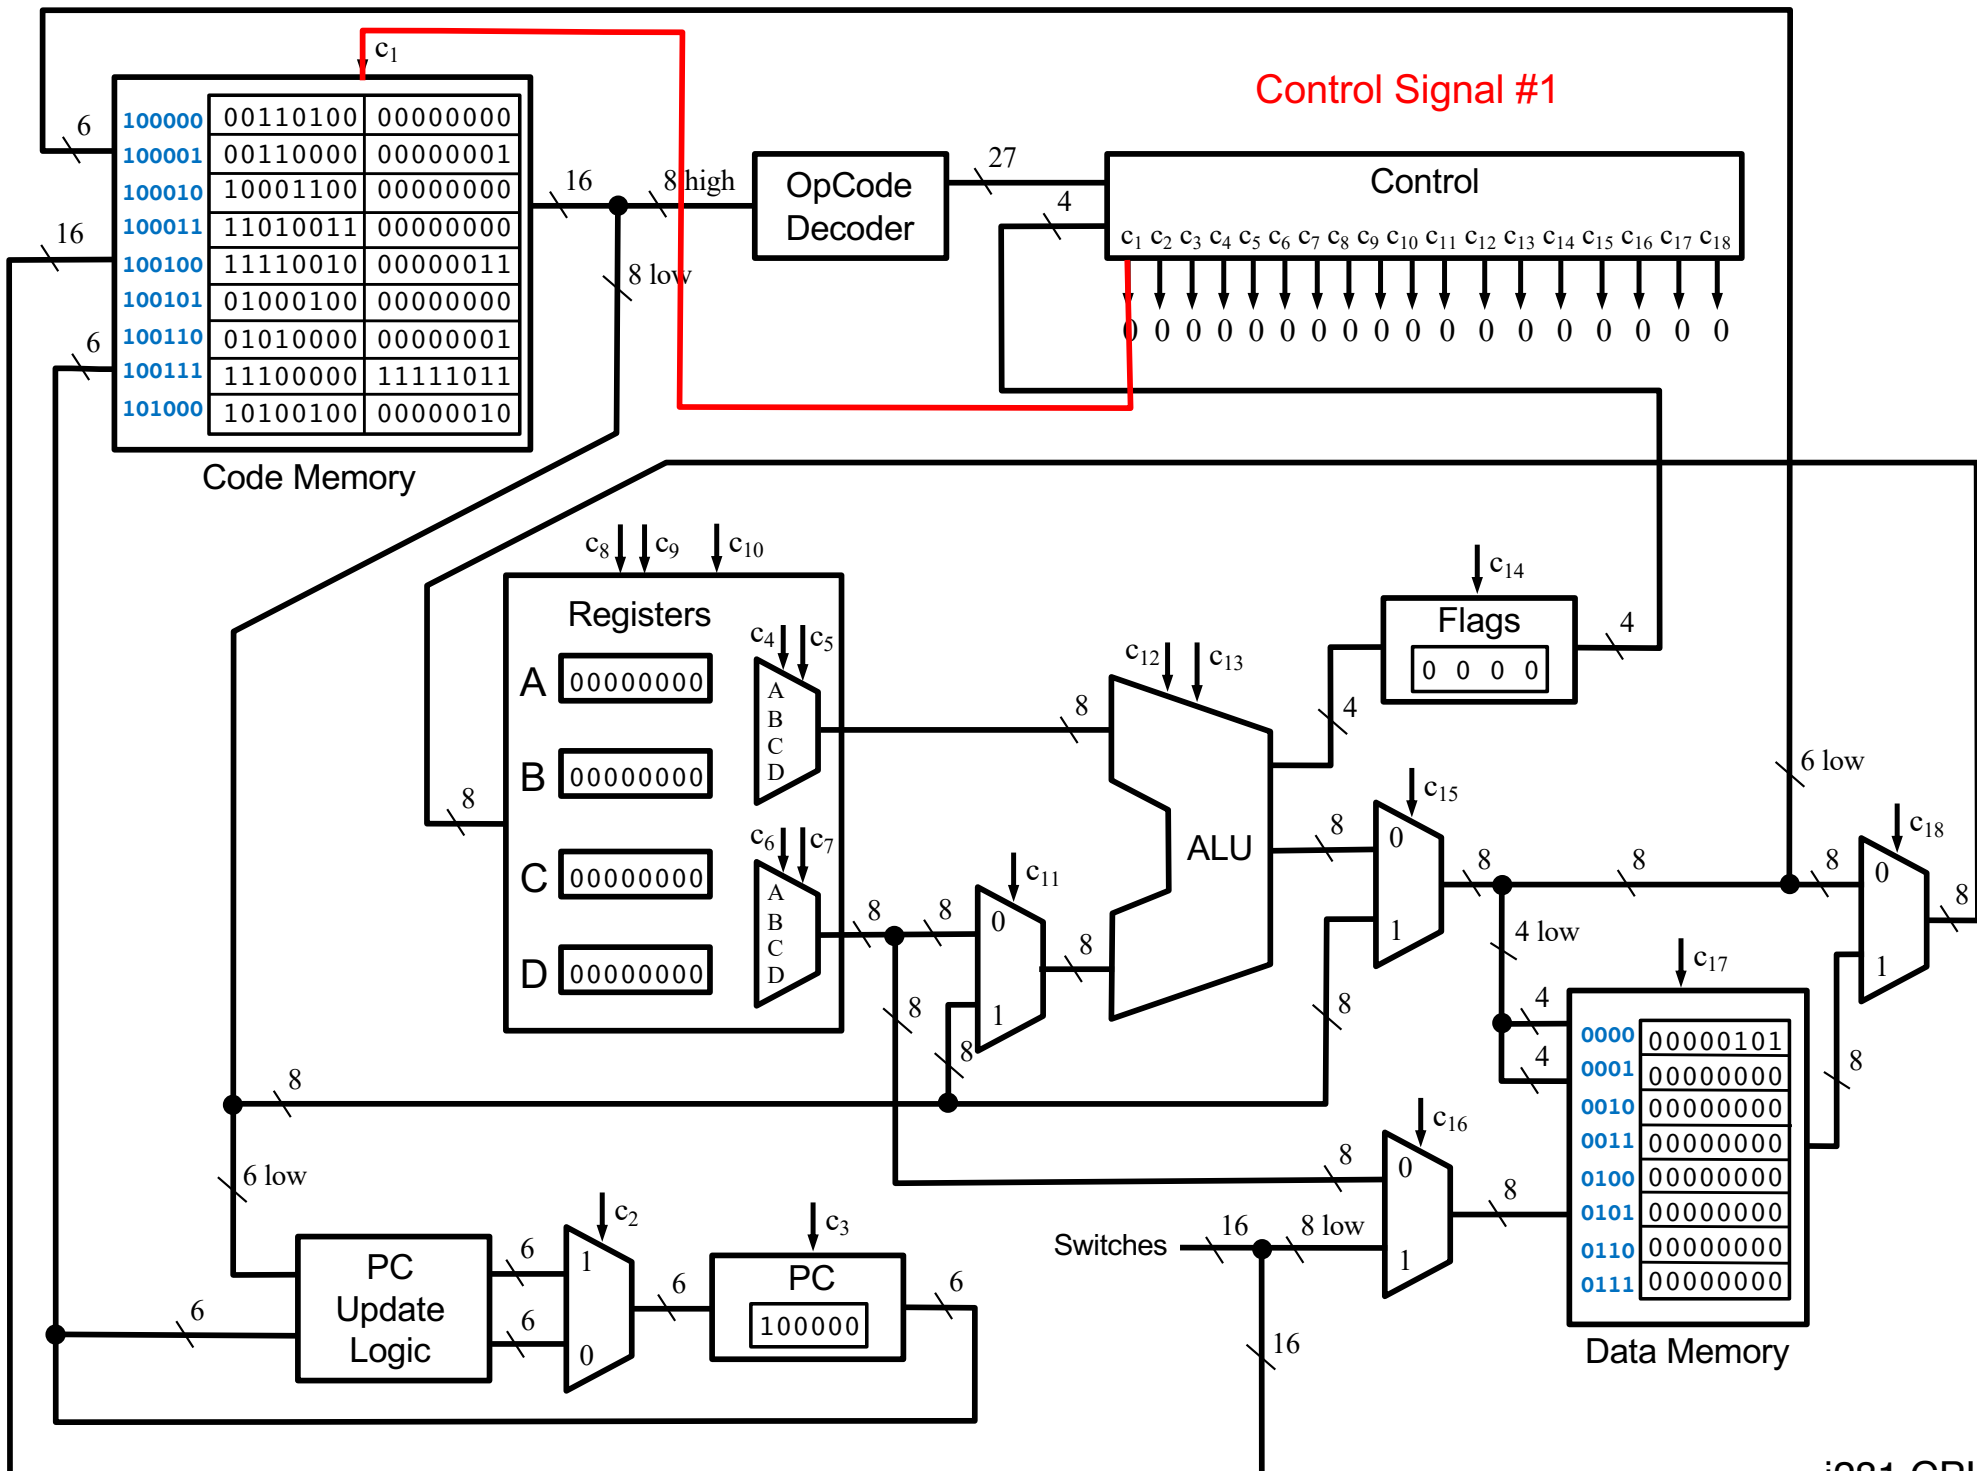 c1
Control Signal #1
100000 00110100 00000000
100001 00110000 00000001
100010 10001100 00000000
100011 11010011 00000000
100100 11110010 00000011
100101 01000100 00000000
100110 01010000 00000001
100111 11100000 11111011
101000 10100100 00000010
Code Memory
6
16
6
16
8 high
8 low
OpCode
Decoder
27
4
Control
c1 c2 c3 c4 c5 c6 c7 c8 c9 c10 c11 c12 c13 c14 c15 c16 c17 c18
0 0 0 0 0 0 0 0 0 0 0 0 0 0 0 0 0 0
c8 c9 c10
Registers
A 00000000
B 00000000
C 00000000
D 00000000
8
c4 c5
A
B
C
D
c6 c7
A
B
C
D
8
8
8
8
c11
0
1
8
8
c12 c13
ALU
c14
Flags
0 0 0 0
4
4
8
c15
0
1
8
8
8
6 low
8
c18
0
1
8
4 low
4
4
c17
0000 00000101
0001 00000000
0010 00000000
0011 00000000
0100 00000000
0101 00000000
0110 00000000
0111 00000000
Data Memory
8
8
6 low
PC
Update
Logic
6
6
6
c2
1
0
6
c3
PC
100000
6
Switches
16
8 low
16
8
c16
0
1
8